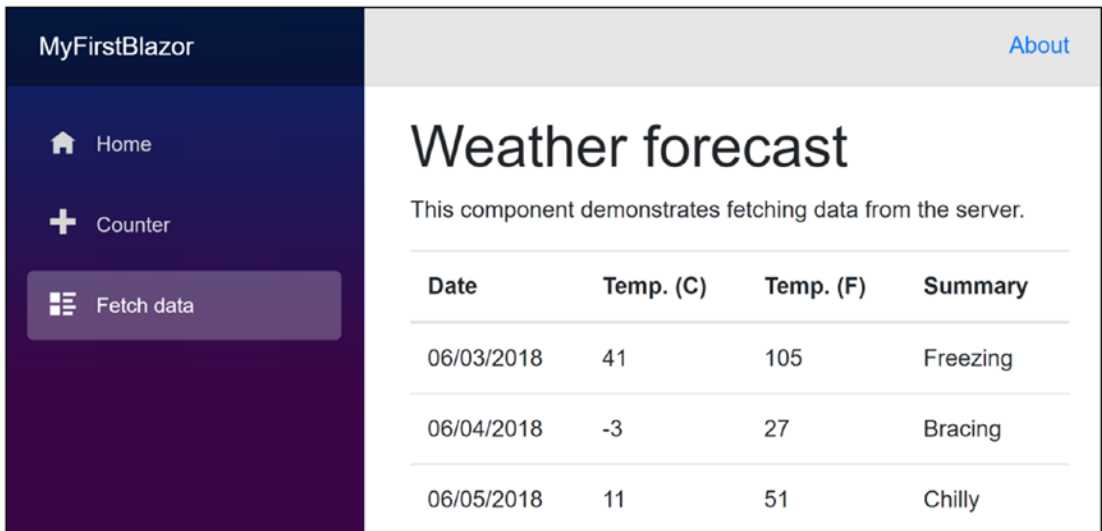 MyFirstBlazor
About
Home
Counter
Fetch data
Weather forecast
This component demonstrates fetching data from the server.
Date Temp. (C) Temp. (F) Summary
06/03/2018 41 105 Freezing
06/04/2018 -3 27 Bracing
06/05/2018 11 51 Chilly